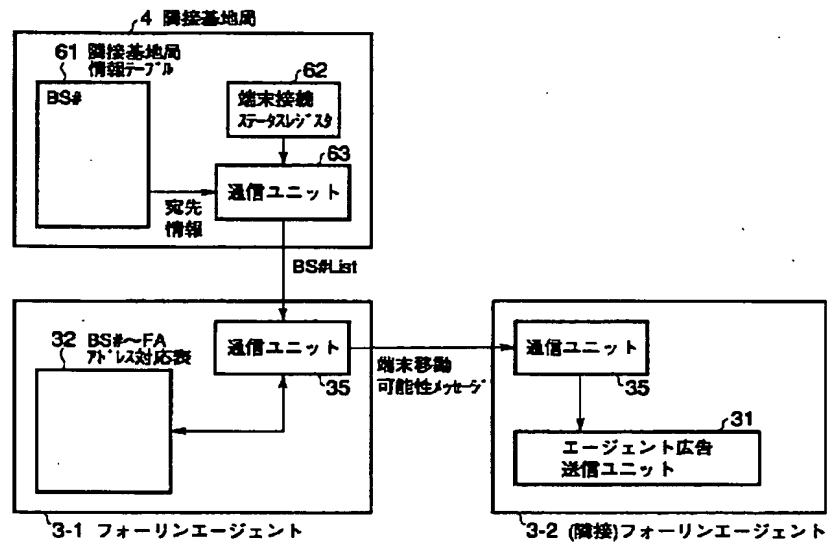 4 隣接基地局
61 隣接基地局
情報テーブル
BS#
62
端末接続
ステータスレジスタ
63
通信ユニット
宛先
情報
BS#List
32 BS#～FA
アドレス対応表
通信ユニット
35
端末移動
可能性メッセージ
通信ユニット
35
31
エージェント広告
送信ユニット
3-1 フォーリンエージェント
3-2 (隣接)フォーリンエージェント